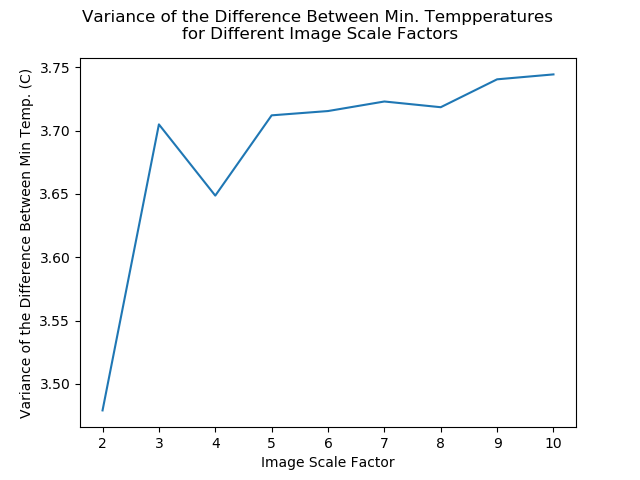 Variance of the Difference Between Min. Tempperatures
for Different Image Scale Factors
Variance of the Difference Between Min Temp. (C)
3.75
3.70
3.65
3.60
3.55
3.50
2 3 4 5 6 7 8 9 10
Image Scale Factor